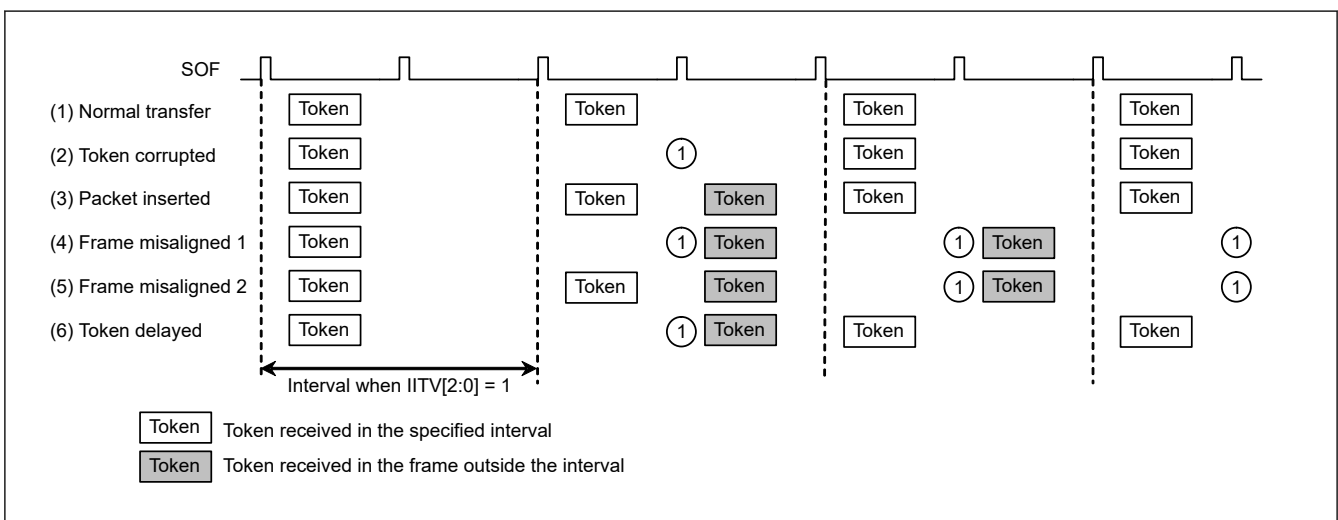 SOF
(1) Normal transfer Token Token Token Token
(2) Token corrupted Token 1 Token Token
(3) Packet inserted Token Token Token Token Token
(4) Frame misaligned 1 Token 1 Token 1 Token 1
(5) Frame misaligned 2 Token Token Token 1 Token 1
(6) Token delayed Token 1 Token Token Token
Interval when IITV[2:0] = 1
Token Token received in the specified interval
Token Token received in the frame outside the interval